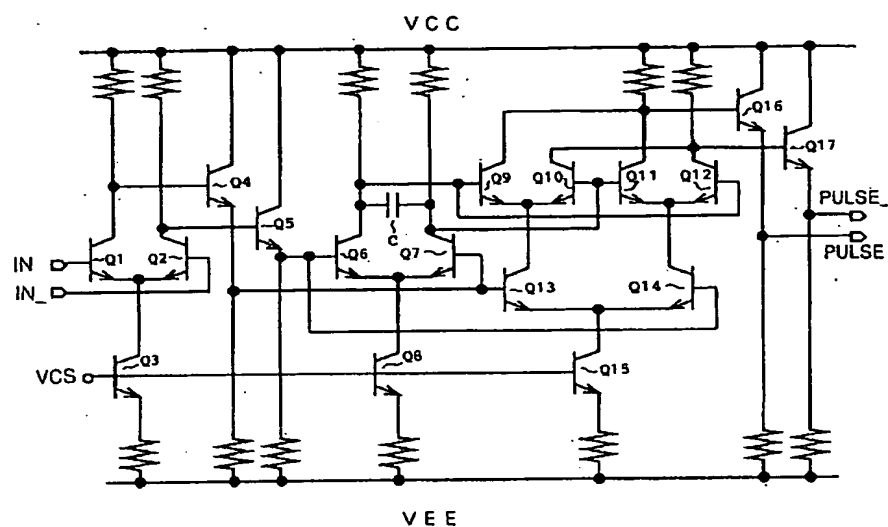 VCC
Q16
Q17
Q4
Q9
Q10
Q11
Q12
PULSE_
Q5
C
PULSE
IN
Q1
Q2
Q6
Q7
IN_
Q13
Q14
Q3
Q8
Q15
VCS
VEE